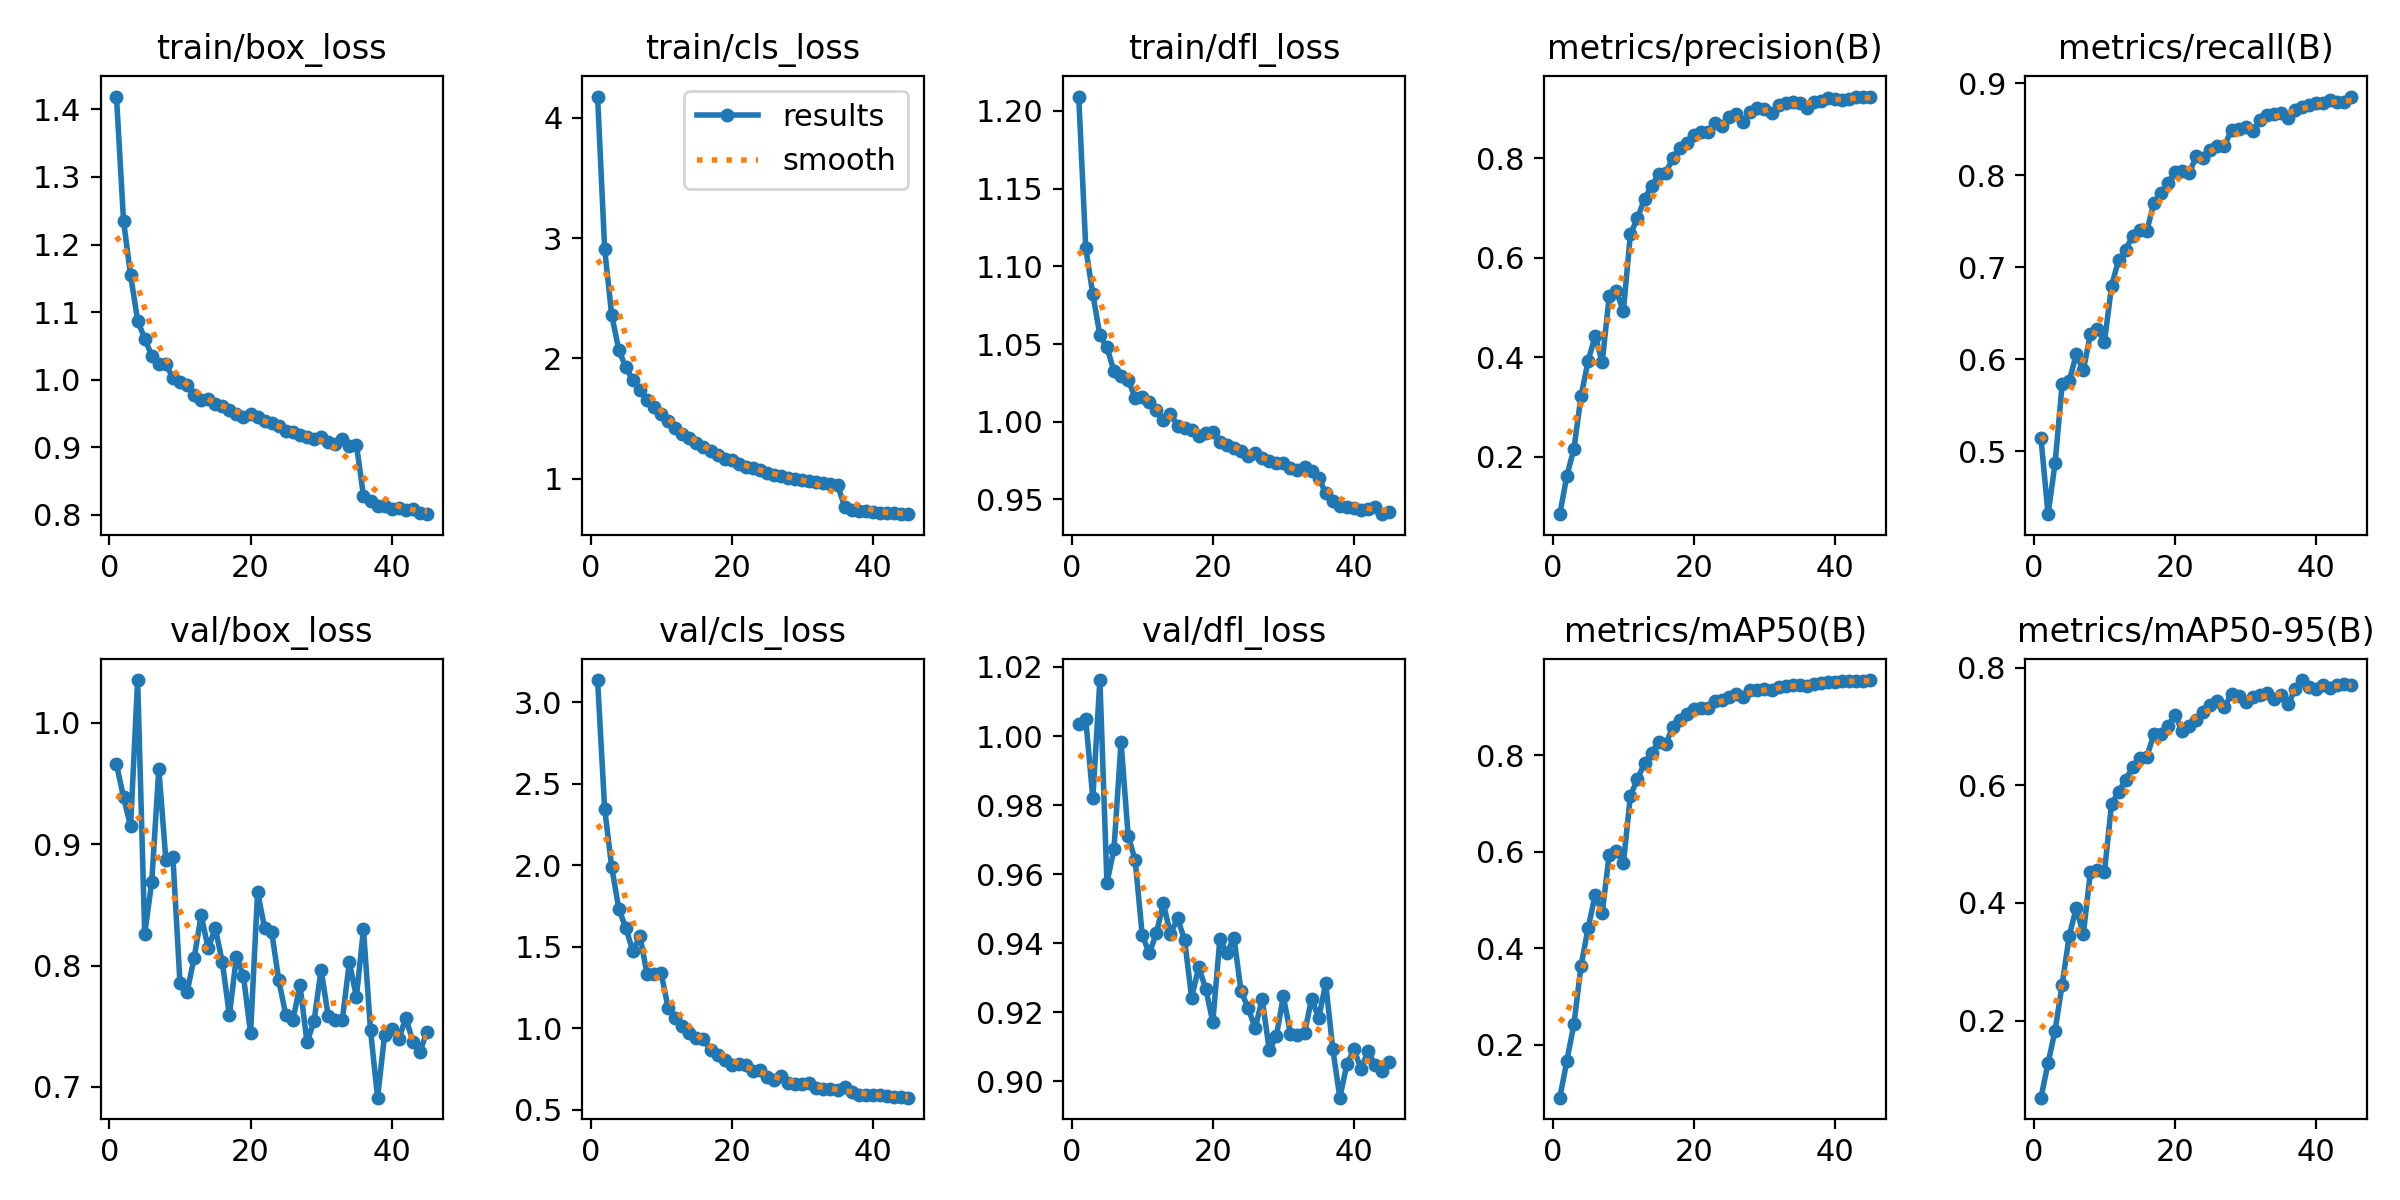 train/box_loss
1.4
1.3
1.2
1.1
1.0
0.9
0.8
0 20 40
train/cls_loss
results
smooth
4
3
2
1
0 20 40
train/dfl_loss
1.20
1.15
1.10
1.05
1.00
0.95
0 20 40
metrics/precision(B)
0.8
0.6
0.4
0.2
0 20 40
metrics/recall(B)
0.9
0.8
0.7
0.6
0.5
0 20 40
val/box_loss
1.0
0.9
0.8
0.7
0 20 40
val/cls_loss
3.0
2.5
2.0
1.5
1.0
0.5
0 20 40
val/dfl_loss
1.02
1.00
0.98
0.96
0.94
0.92
0.90
0 20 40
metrics/mAP50(B)
0.8
0.6
0.4
0.2
0 20 40
metrics/mAP50-95(B)
0.8
0.6
0.4
0.2
0 20 40